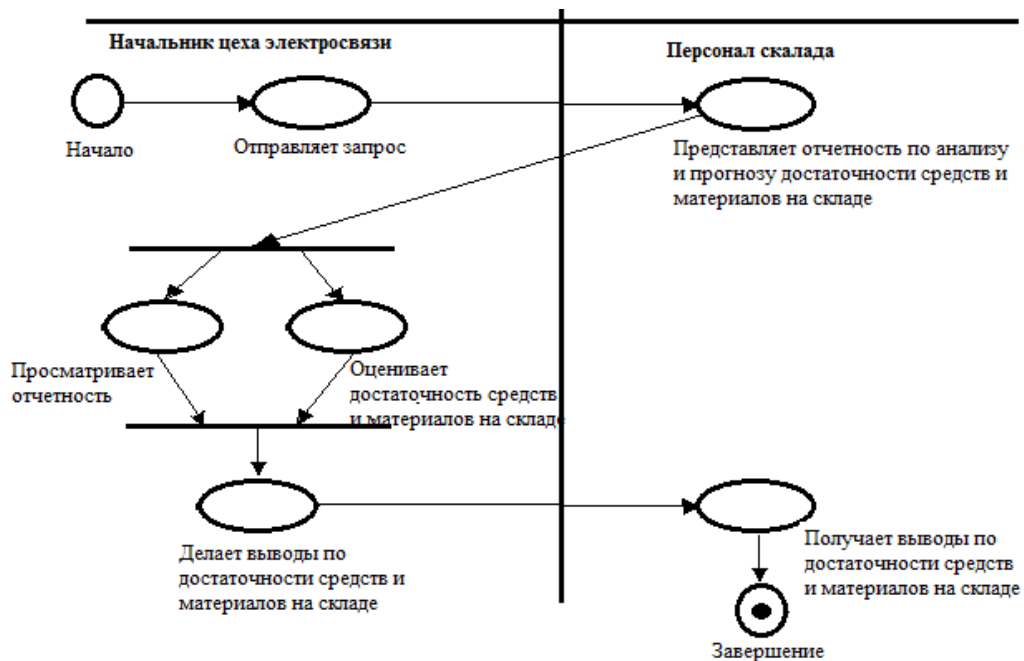 Начальник цеха электросвязи
Персонал скалада
Начало
Отправляет запрос
Представляет отчетность по анализу
и прогнозу достаточности средств и
материалов на складе
Просматривает
отчетность
Оценивает
достаточность средств
и материалов на складе
Делает выводы по
достаточности средств и
материалов на складе
Получает выводы по
достаточности средств
и материалов на складе
Завершение